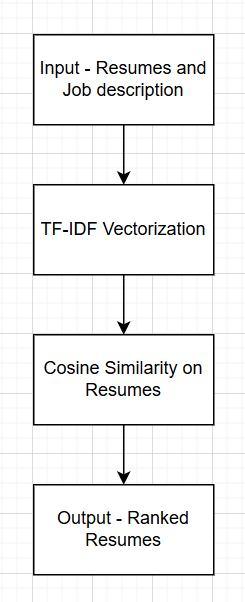 Input - Resumes and
Job description
TF-IDF Vectorization
Cosine Similarity on
Resumes
Output - Ranked
Resumes